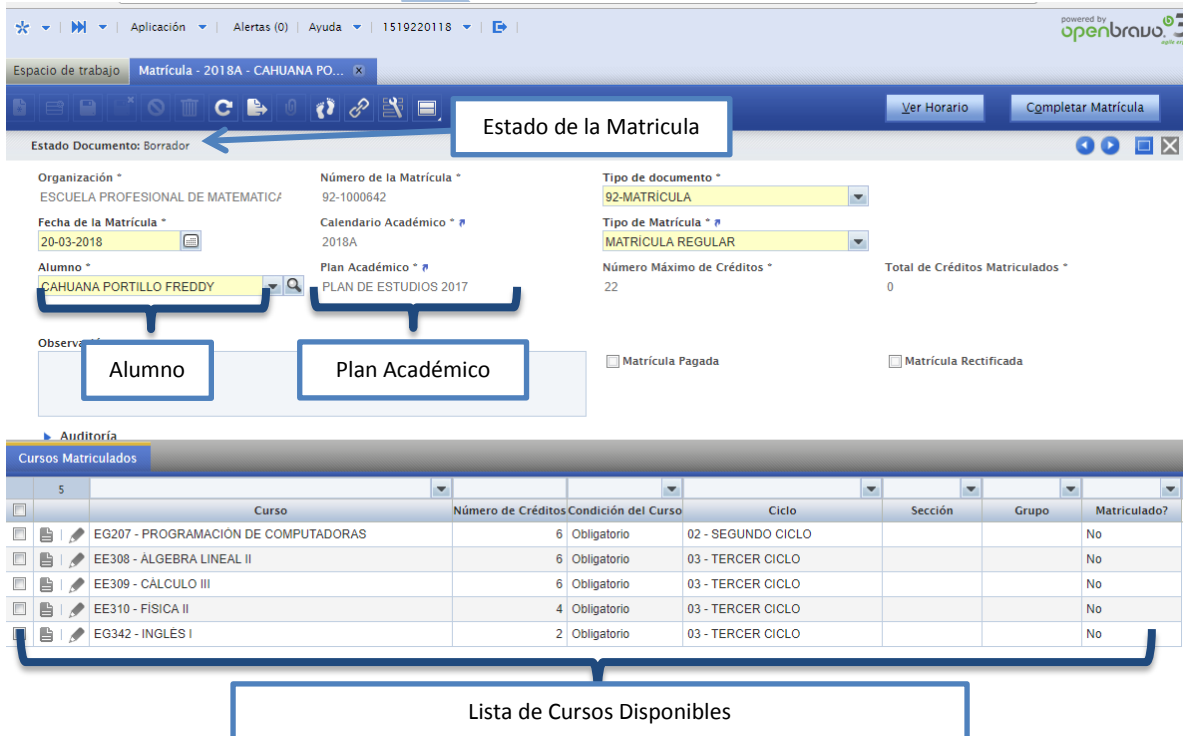 Aplicación Alertas (0) Ayuda 1519220118
powered by
openbravo. 3
agile erp
Espacio de trabajo Matrícula - 2018A - CAHUANA PO...
Ver Horario Completar Matrícula
Estado de la Matricula
Estado Documento: Borrador
Organización * Número de la Matrícula * Tipo de documento *
ESCUELA PROFESIONAL DE MATEMATICA 92-1000642 92-MATRÍCULA
Fecha de la Matrícula * Calendario Académico * Tipo de Matrícula *
20-03-2018 2018A MATRÍCULA REGULAR
Alumno * Plan Académico * Número Máximo de Créditos * Total de Créditos Matriculados *
CAHUANA PORTILLO FREDDY PLAN DE ESTUDIOS 2017 22 0
Alumno Plan Académico
Matrícula Pagada Matrícula Rectificada
Auditoría
Cursos Matriculados
5
Curso Número de Créditos Condición del Curso Ciclo Sección Grupo Matriculado?
EG207 - PROGRAMACIÓN DE COMPUTADORAS 6 Obligatorio 02 - SEGUNDO CICLO No
EE308 - ÁLGEBRA LINEAL II 6 Obligatorio 03 - TERCER CICLO No
EE309 - CÁLCULO III 6 Obligatorio 03 - TERCER CICLO No
EE310 - FÍSICA II 4 Obligatorio 03 - TERCER CICLO No
EG342 - INGLÉS I 2 Obligatorio 03 - TERCER CICLO No
Lista de Cursos Disponibles